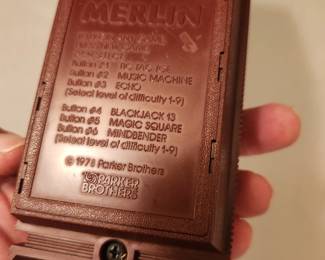 MERLIN
Button #1 TIC TAC TOE
Button #2 MUSIC MACHINE
Button #3 ECHO
(Select level of difficulty 1-9)
Button #4 BLACKJACK 13
Button #5 MAGIC SQUARE
Button #6 MINDBENDER
(Select level of difficulty 1-9)
© 1978 Parker Brothers
PARKER
BROTHERS